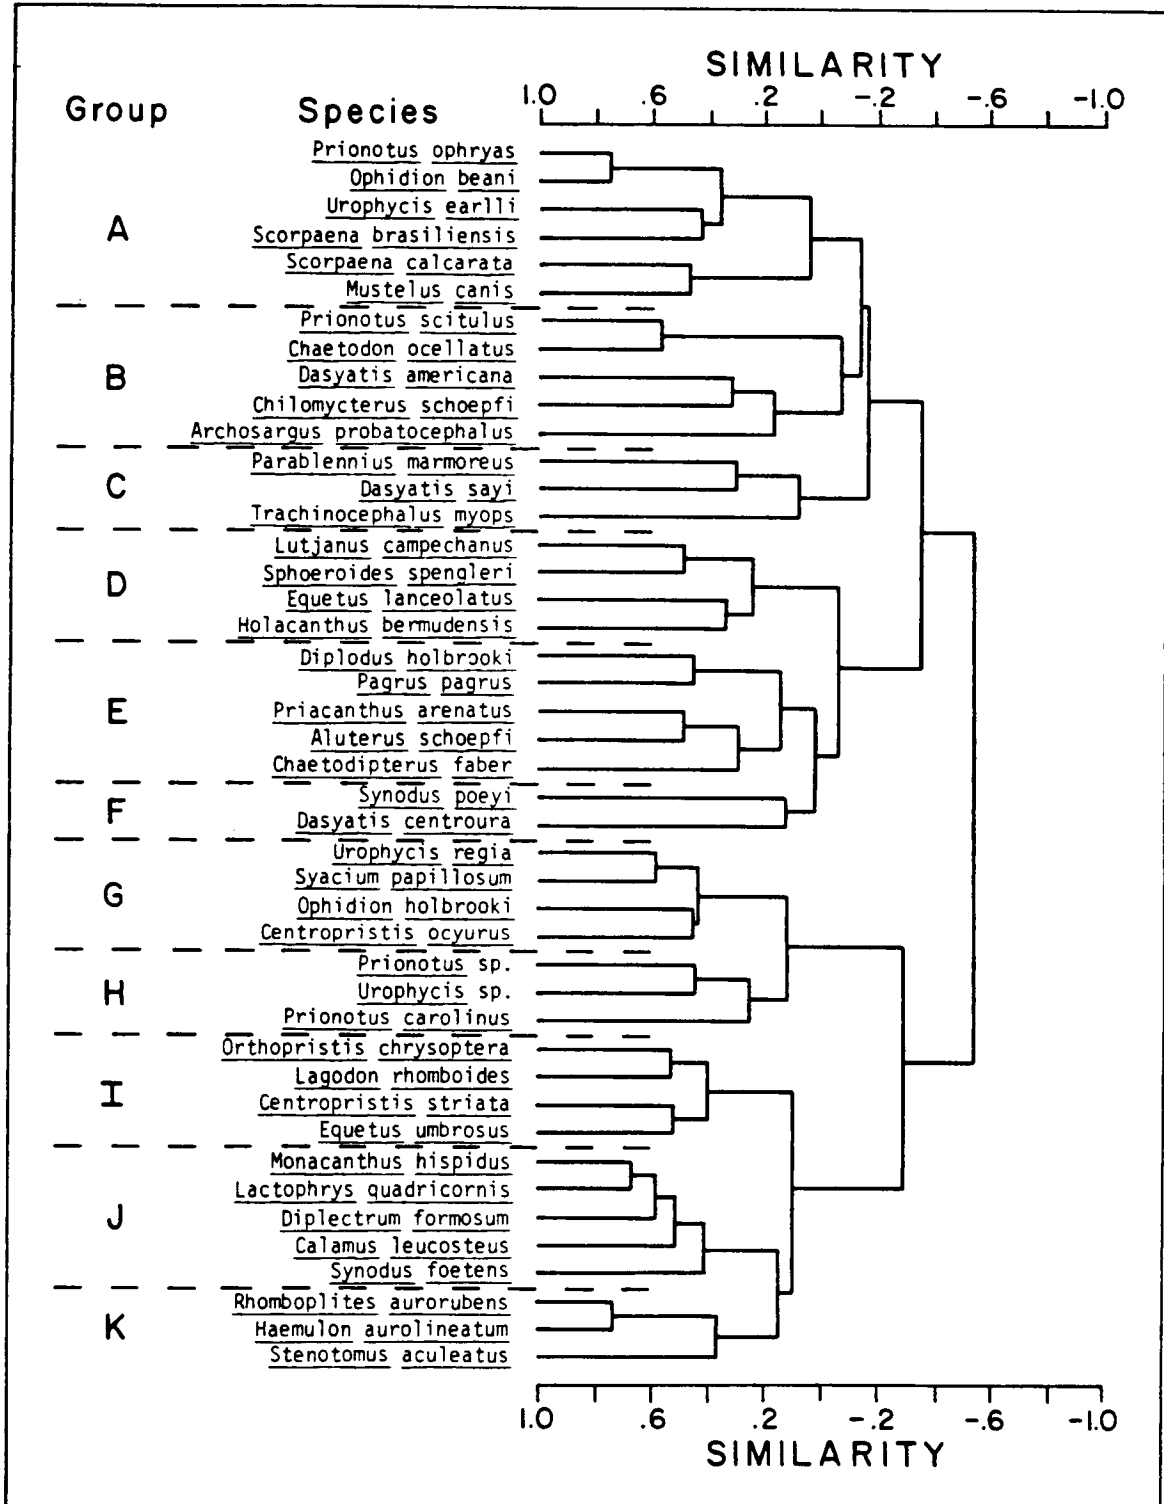 SIMILARITY
1.0 .6 .2 -.2 -.6 -1.0
Group Species
Prionotus ophryas
Ophidion beani
Urophycis earlli
A
Scorpaena brasiliensis
Scorpaena calcarata
Mustelus canis
Prionotus scitulus
Chaetodon ocellatus
B
Dasyatis americana
Chilomycterus schoepfi
Archosargus probatocephalus
Parablennius marmoreus
C
Dasyatis sayi
Trachinocephalus myops
Lutjanus campechanus
Sphoeroides spengleri
D
Equetus lanceolatus
Holacanthus bermudensis
Diplodus holbrooki
Pagrus pagrus
E
Priacanthus arenatus
Aluterus schoepfi
Chaetodipterus faber
Synodus poeyi
F
Dasyatis centroura
Urophycis regia
Syacium papillosum
G
Ophidion holbrooki
Centropristis ocyurus
Prionotus sp.
H
Urophycis sp.
Prionotus carolinus
Orthopristis chrysoptera
Lagodon rhomboides
I
Centropristis striata
Equetus umbrosus
Monacanthus hispidus
Lactophrys quadricornis
J
Diplectrum formosum
Calamus leucosteus
Synodus foetens
Rhomboplites aurorubens
K
Haemulon aurolineatum
Stenotomus aculeatus
1.0 .6 .2 -.2 -.6 -1.0
SIMILARITY